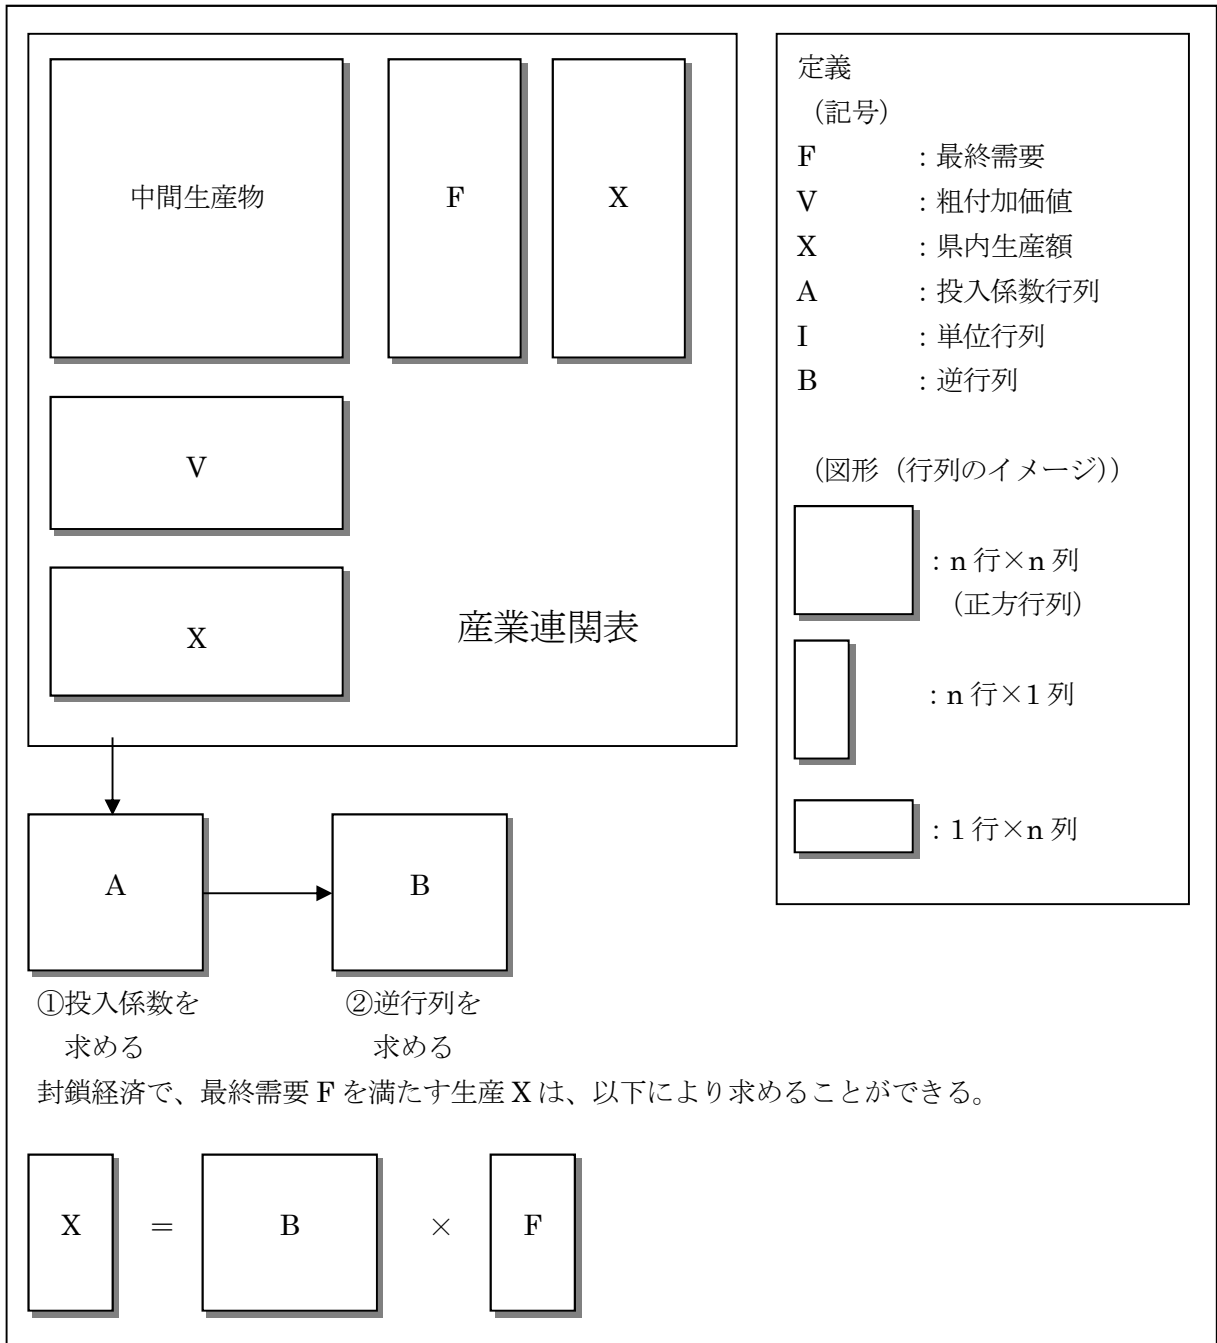 中間生産物
F
X
V
X
産業連関表
定義
（記号）
F ：最終需要
V ：粗付加価値
X ：県内生産額
A ：投入係数行列
I ：単位行列
B ：逆行列
（図形（行列のイメージ））
：n 行×n 列
（正方行列）
：n 行×1 列
：1 行×n 列
A
B
①投入係数を
求める
②逆行列を
求める
封鎖経済で、最終需要 F を満たす生産 X は、以下により求めることができる。
X ＝ B × F